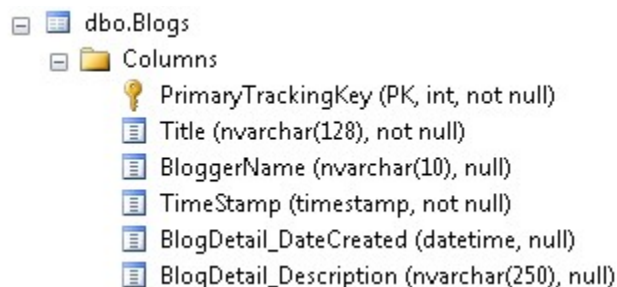 dbo.Blogs
Columns
PrimaryTrackingKey (PK, int, not null)
Title (nvarchar(128), not null)
BloggerName (nvarchar(10), null)
TimeStamp (timestamp, not null)
BlogDetail_DateCreated (datetime, null)
BlogDetail_Description (nvarchar(250), null)